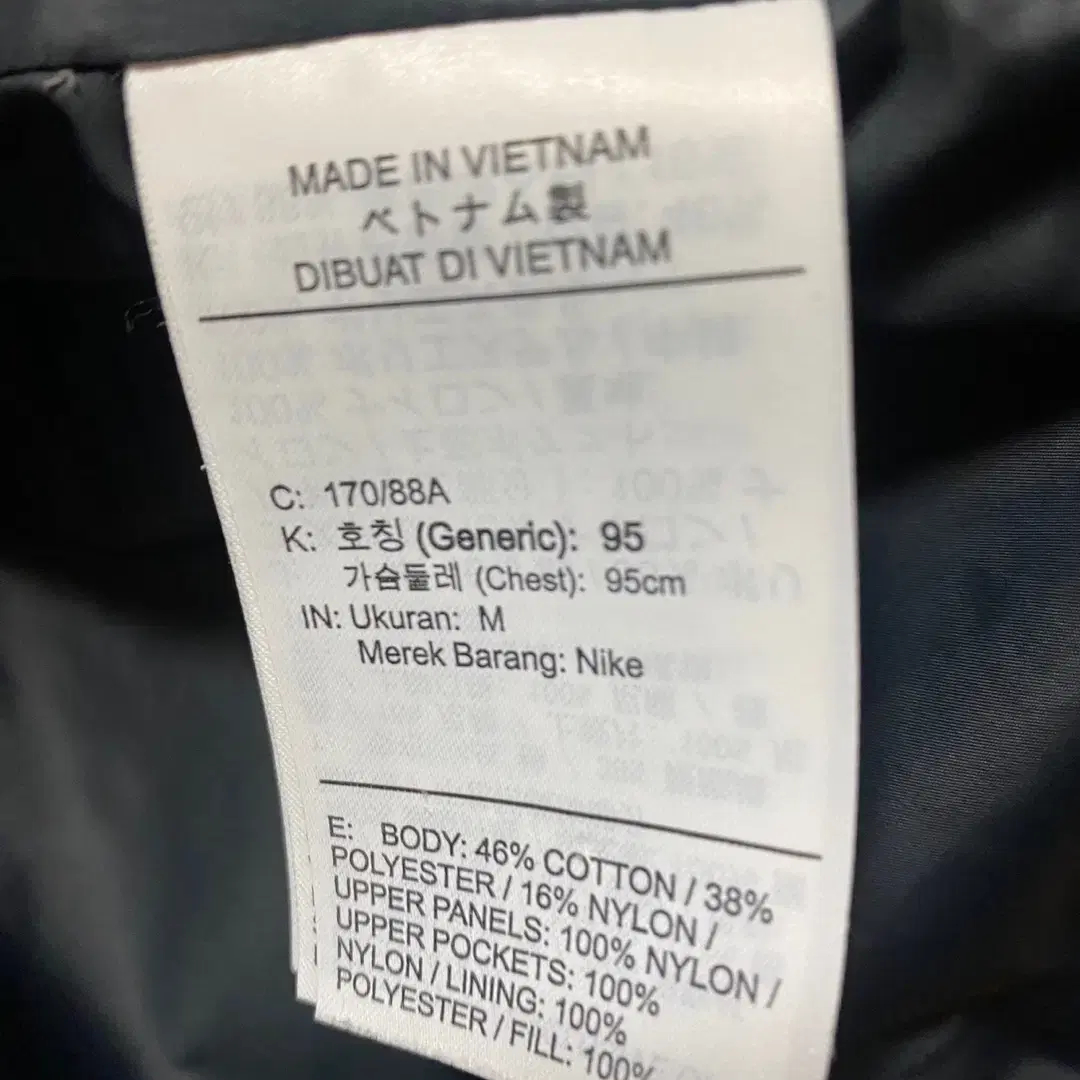 MADE IN VIETNAM
ベトナム製
DIBUAT DI VIETNAM
C: 170/88A
K: 호칭 (Generic): 95
가슴둘레 (Chest): 95cm
IN: Ukuran: M
Merek Barang: Nike
E: BODY: 46% COTTON / 38%
POLYESTER / 16% NYLON /
UPPER PANELS: 100% NYLON /
UPPER POCKETS: 100%
NYLON / LINING: 100%
POLYESTER / FILL: 100%